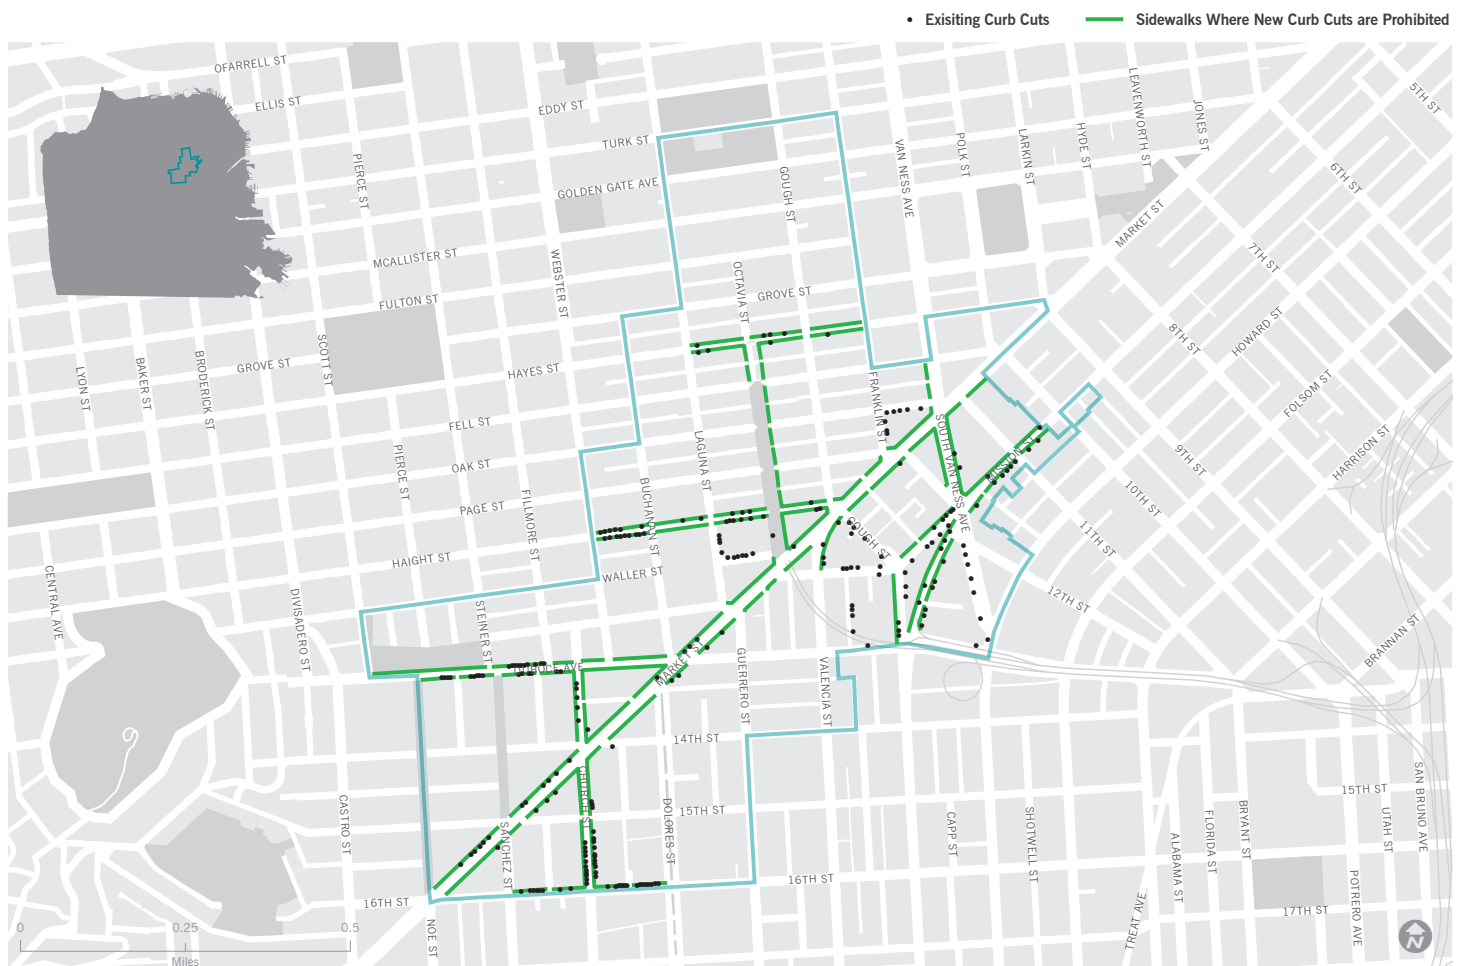 Exisiting Curb Cuts
Sidewalks Where New Curb Cuts are Prohibited
OFARRELL ST
ELLIS ST
EDDY ST
TURK ST
GOLDEN GATE AVE
MCALLISTER ST
FULTON ST
GROVE ST
GROVE ST
HAYES ST
FELL ST
OAK ST
PAGE ST
HAIGHT ST
WALLER ST
PIERCE ST
WEBSTER ST
OCTAVIA ST
GOUGH ST
VAN NESS AVE
POLK ST
LARKIN ST
HYDE ST
LEAVENWORTH ST
JONES ST
MARKET ST
5TH ST
6TH ST
7TH ST
8TH ST
9TH ST
10TH ST
11TH ST
12TH ST
HOWARD ST
FOLSOM ST
HARRISON ST
BRANNAN ST
LYON ST
BAKER ST
BRODERICK ST
SCOTT ST
PIERCE ST
FILLMORE ST
BUCHANAN ST
LAGUNA ST
FRANKLIN ST
SOUTH VAN NESS AVE
MISSION ST
GOUGH ST
CENTRAL AVE
DIVISADERO ST
STEINER ST
DUBOCE AVE
MARKET ST
GUERRERO ST
VALENCIA ST
14TH ST
15TH ST
16TH ST
CHURCH ST
SANCHEZ ST
DOLORES ST
CASTRO ST
16TH ST
NOE ST
CAPP ST
SHOTWELL ST
TREAT AVE
ALABAMA ST
FLORIDA ST
BRYANT ST
15TH ST
17TH ST
POTRERO AVE
UTAH ST
SAN BRUNO AVE
0
0.25
0.5
Miles
N